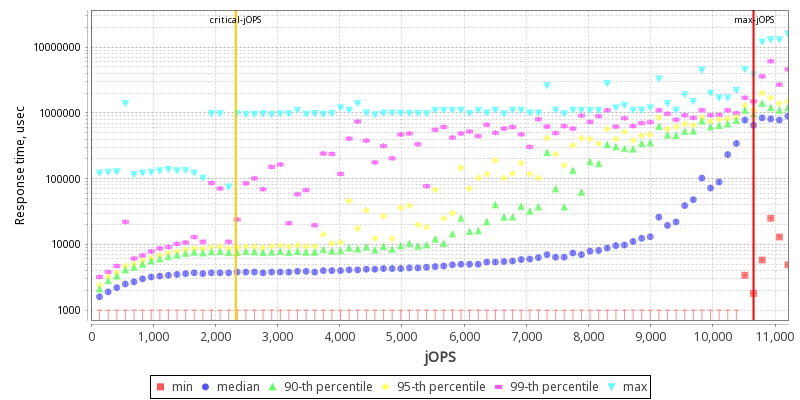 critical-jOPS max-jOPS
10000000
1000000
100000
10000
1000
Response time, usec
0 1,000 2,000 3,000 4,000 5,000 6,000 7,000 8,000 9,000 10,000 11,000
jOPS
min median 90-th percentile 95-th percentile 99-th percentile max